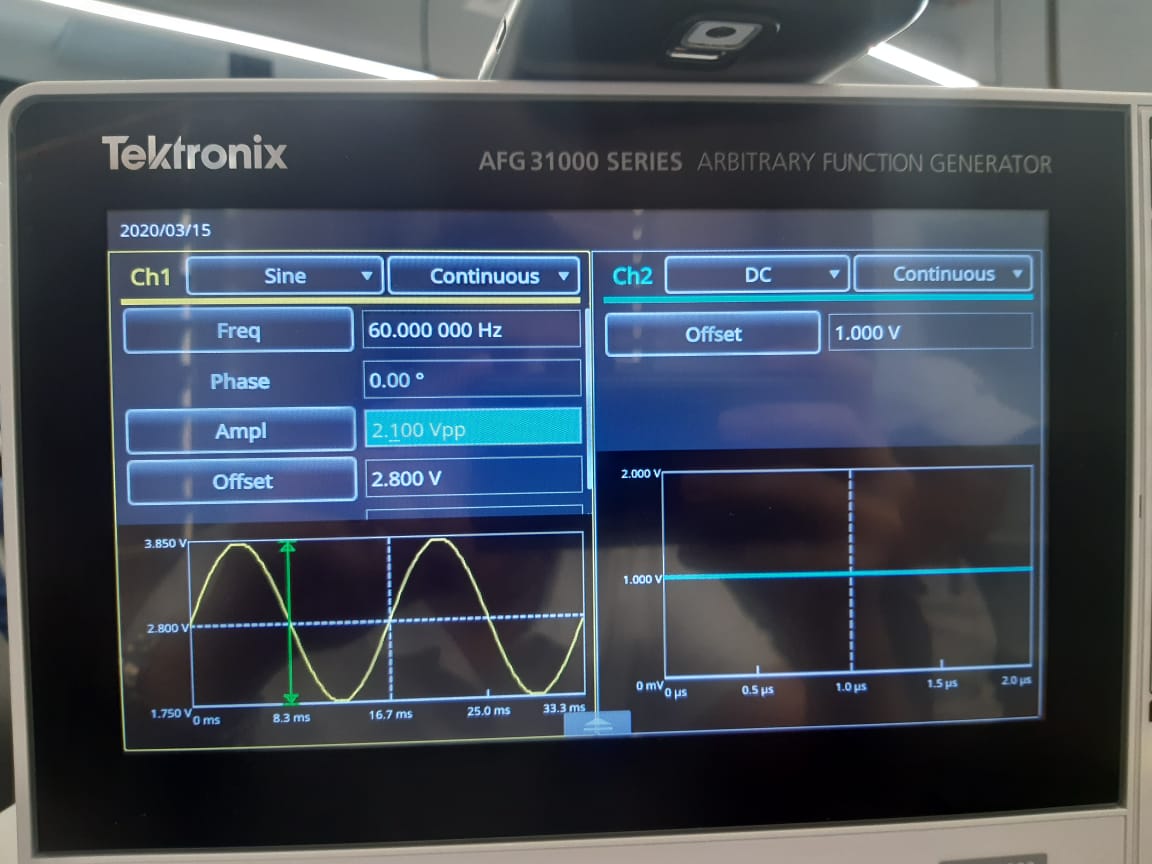 Tektronix
AFG 31000 SERIES ARBITRARY FUNCTION GENERATOR
2020/03/15
Ch1 Sine Continuous
Freq 60.000 000 Hz
Phase 0.00 °
Ampl 2.100 Vpp
Offset 2.800 V
3.850 V
2.800 V
1.750 V
0 ms 8.3 ms 16.7 ms 25.0 ms 33.3 ms
Ch2 DC Continuous
Offset 1.000 V
2.000 V
1.000 V
0 mV
0 µs 0.5 µs 1.0 µs 1.5 µs 2.0 µs